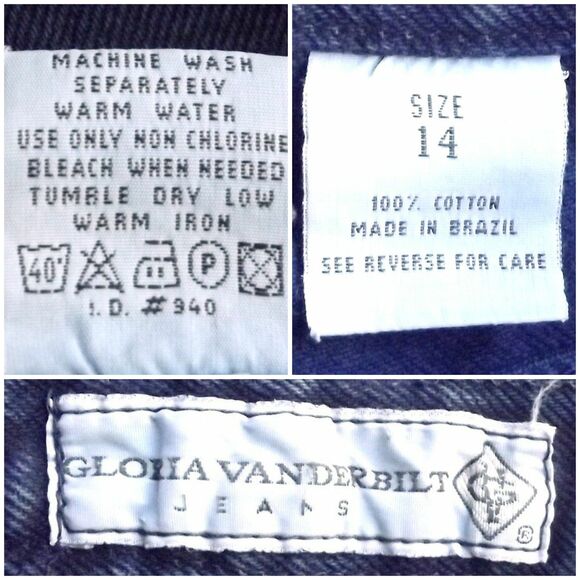 MACHINE WASH
SEPARATELY
WARM WATER
USE ONLY NON CHLORINE
BLEACH WHEN NEEDED
TUMBLE DRY LOW
WARM IRON
40° P
I.D. # 940
SIZE
14
100% COTTON
MADE IN BRAZIL
SEE REVERSE FOR CARE
GLORIA VANDERBILT
JEANS
®